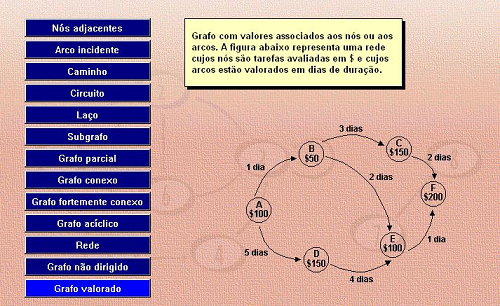 Nós adjacentes
Arco incidente
Caminho
Circuito
Laço
Subgrafo
Grafo parcial
Grafo conexo
Grafo fortemente conexo
Grafo acíclico
Rede
Grafo não dirigido
Grafo valorado
Grafo com valores associados aos nós ou aos
arcos. A figura abaixo representa uma rede
cujos nós são tarefas avaliadas em $ e cujos
arcos estão valorados em dias de duração.
3 dias
B
$50
C
$150
1 dia
2 dias
2 dias
F
$200
A
$100
E
$100
1 dia
5 dias
D
$150
4 dias